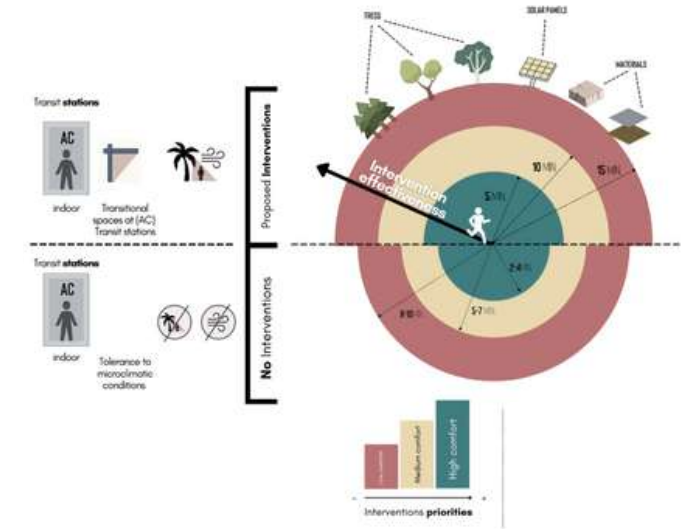 TREES
SOLAR PANELS
MATERIALS
Transit stations
AC
indoor
Transitional
spaces at (AC)
Transit stations
Proposed Interventions
Intervention
effectiveness
5 MIN
10 MIN
15 MIN
Transit stations
AC
indoor
Tolerance to
microclimatic
conditions
No Interventions
2-4
5-7 MIN
8-10
Medium comfort
High comfort
- +
Interventions priorities